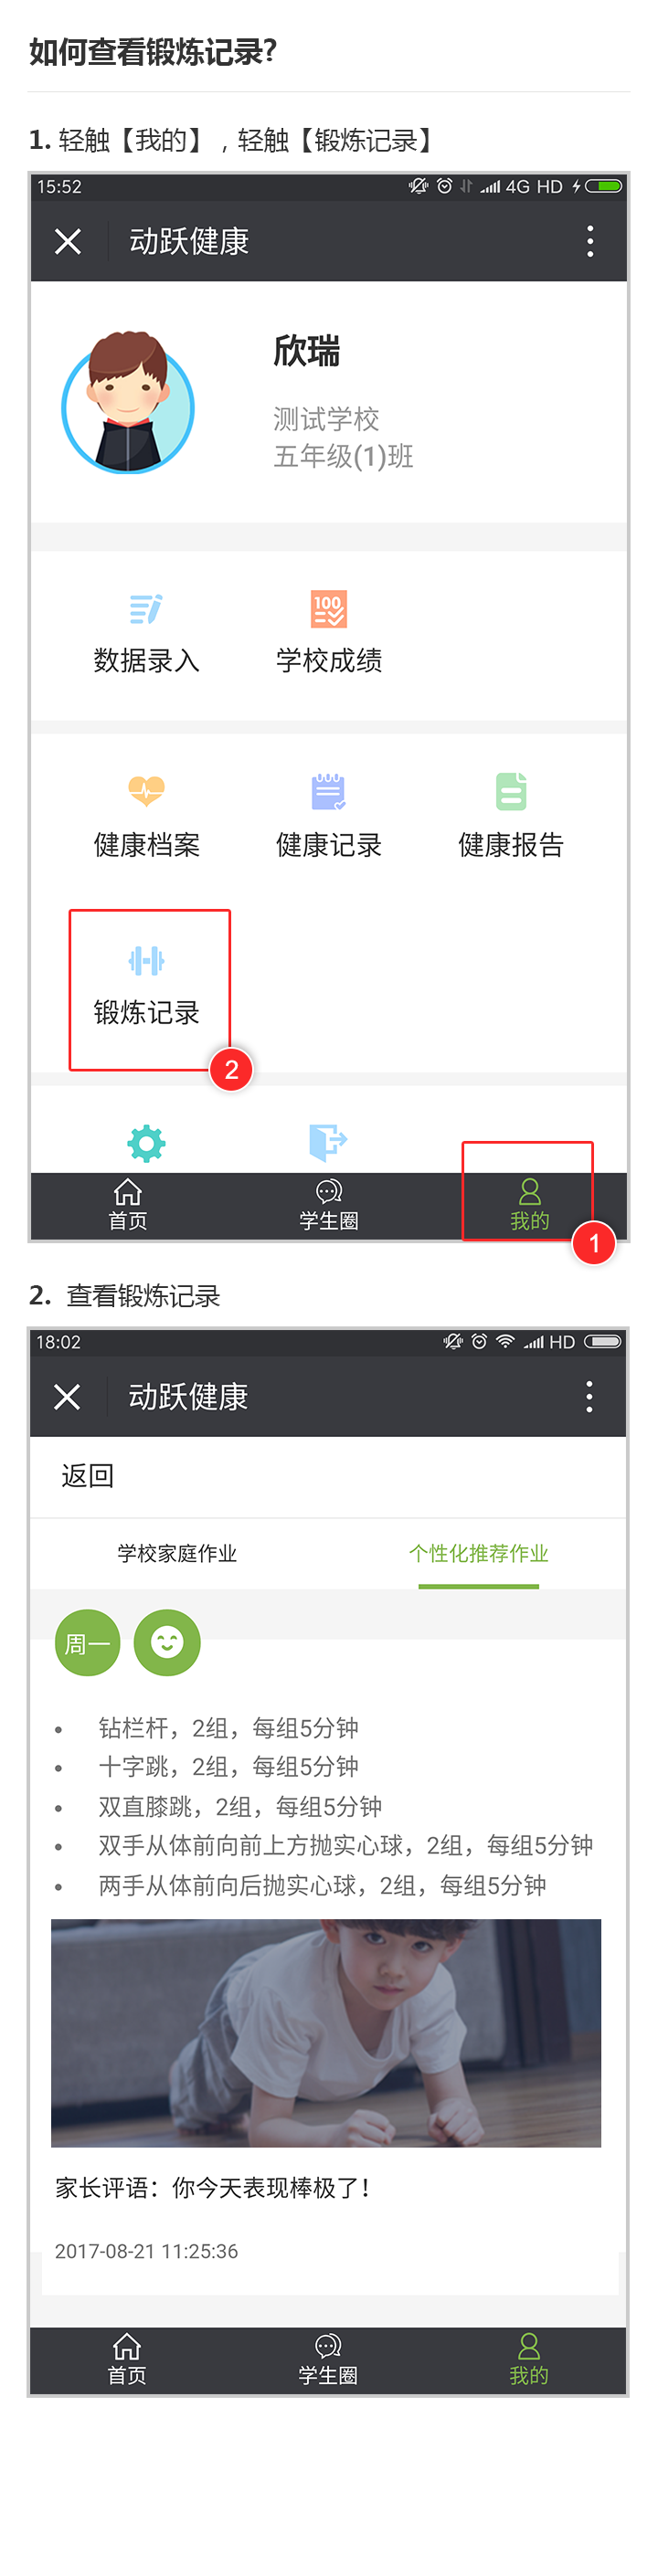 如何查看锻炼记录?
1. 轻触【我的】，轻触【锻炼记录】
15:52 4G HD
动跃健康
欣瑞
测试学校
五年级(1)班
100
数据录入 学校成绩
健康档案 健康记录 健康报告
锻炼记录
2
首页 学生圈 我的
1
2. 查看锻炼记录
18:02 HD
动跃健康
返回
学校家庭作业 个性化推荐作业
周一
• 钻栏杆，2组，每组5分钟
• 十字跳，2组，每组5分钟
• 双直膝跳，2组，每组5分钟
• 双手从体前向前上方抛实心球，2组，每组5分钟
• 两手从体前向后抛实心球，2组，每组5分钟
家长评语：你今天表现棒极了！
2017-08-21 11:25:36
首页 学生圈 我的